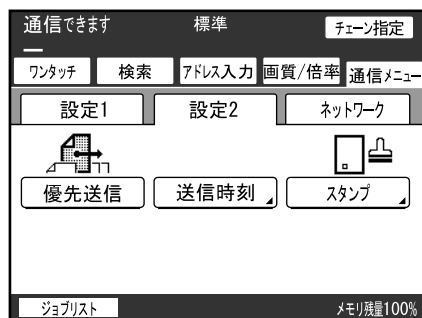 通信できます 標準 チェーン指定
ワンタッチ 検索 アドレス入力 画質/倍率 通信メニュー
設定1 設定2 ネットワーク
優先送信 送信時刻 スタンプ
ジョブリスト メモリ残量100%